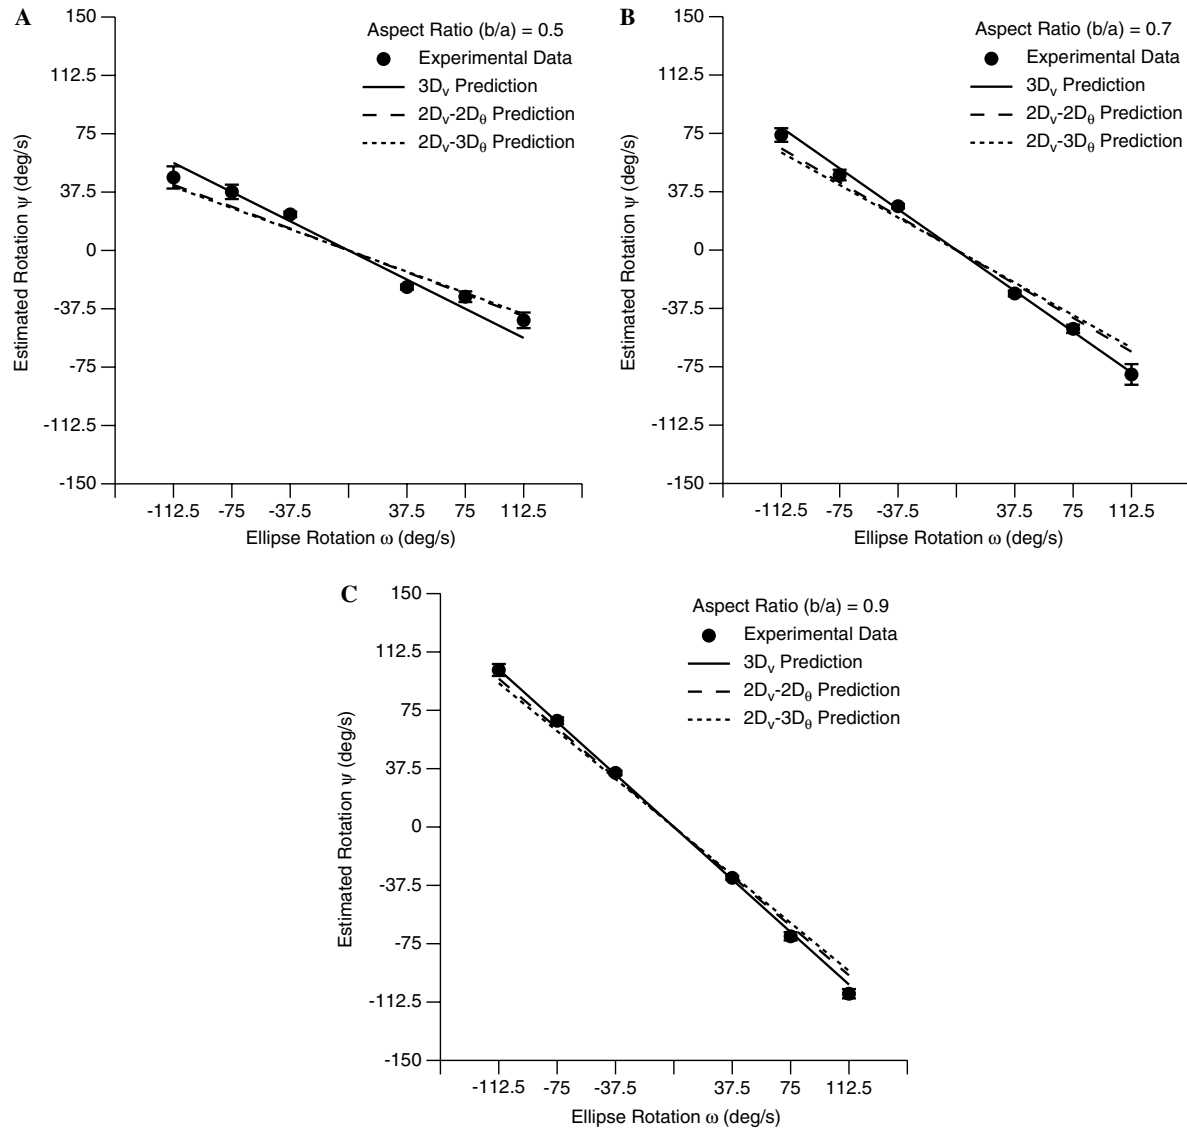 A
Aspect Ratio (b/a) = 0.5
Experimental Data
3Dᵥ Prediction
2Dᵥ-2Dθ Prediction
2Dᵥ-3Dθ Prediction
Estimated Rotation ψ (deg/s)
150
112.5
75
37.5
0
-37.5
-75
-112.5
-150
-112.5 -75 -37.5 37.5 75 112.5
Ellipse Rotation ω (deg/s)
B
Aspect Ratio (b/a) = 0.7
Experimental Data
3Dᵥ Prediction
2Dᵥ-2Dθ Prediction
2Dᵥ-3Dθ Prediction
Estimated Rotation ψ (deg/s)
150
112.5
75
37.5
0
-37.5
-75
-112.5
-150
-112.5 -75 -37.5 37.5 75 112.5
Ellipse Rotation ω (deg/s)
C
Aspect Ratio (b/a) = 0.9
Experimental Data
3Dᵥ Prediction
2Dᵥ-2Dθ Prediction
2Dᵥ-3Dθ Prediction
Estimated Rotation ψ (deg/s)
150
112.5
75
37.5
0
-37.5
-75
-112.5
-150
-112.5 -75 -37.5 37.5 75 112.5
Ellipse Rotation ω (deg/s)